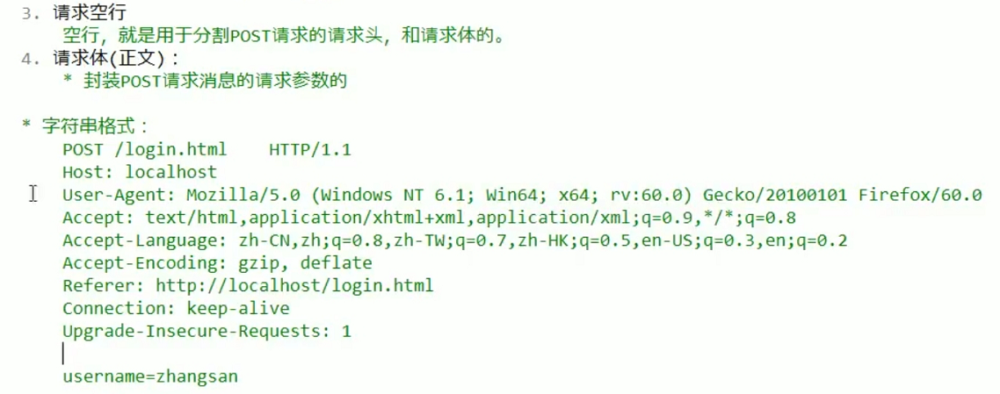 3. 请求空行
空行，就是用于分割POST请求的请求头，和请求体的。
4. 请求体(正文)：
* 封装POST请求消息的请求参数的
* 字符串格式：
POST /login.html    HTTP/1.1
Host: localhost
User-Agent: Mozilla/5.0 (Windows NT 6.1; Win64; x64; rv:60.0) Gecko/20100101 Firefox/60.0
Accept: text/html,application/xhtml+xml,application/xml;q=0.9,*/*;q=0.8
Accept-Language: zh-CN,zh;q=0.8,zh-TW;q=0.7,zh-HK;q=0.5,en-US;q=0.3,en;q=0.2
Accept-Encoding: gzip, deflate
Referer: http://localhost/login.html
Connection: keep-alive
Upgrade-Insecure-Requests: 1
username=zhangsan